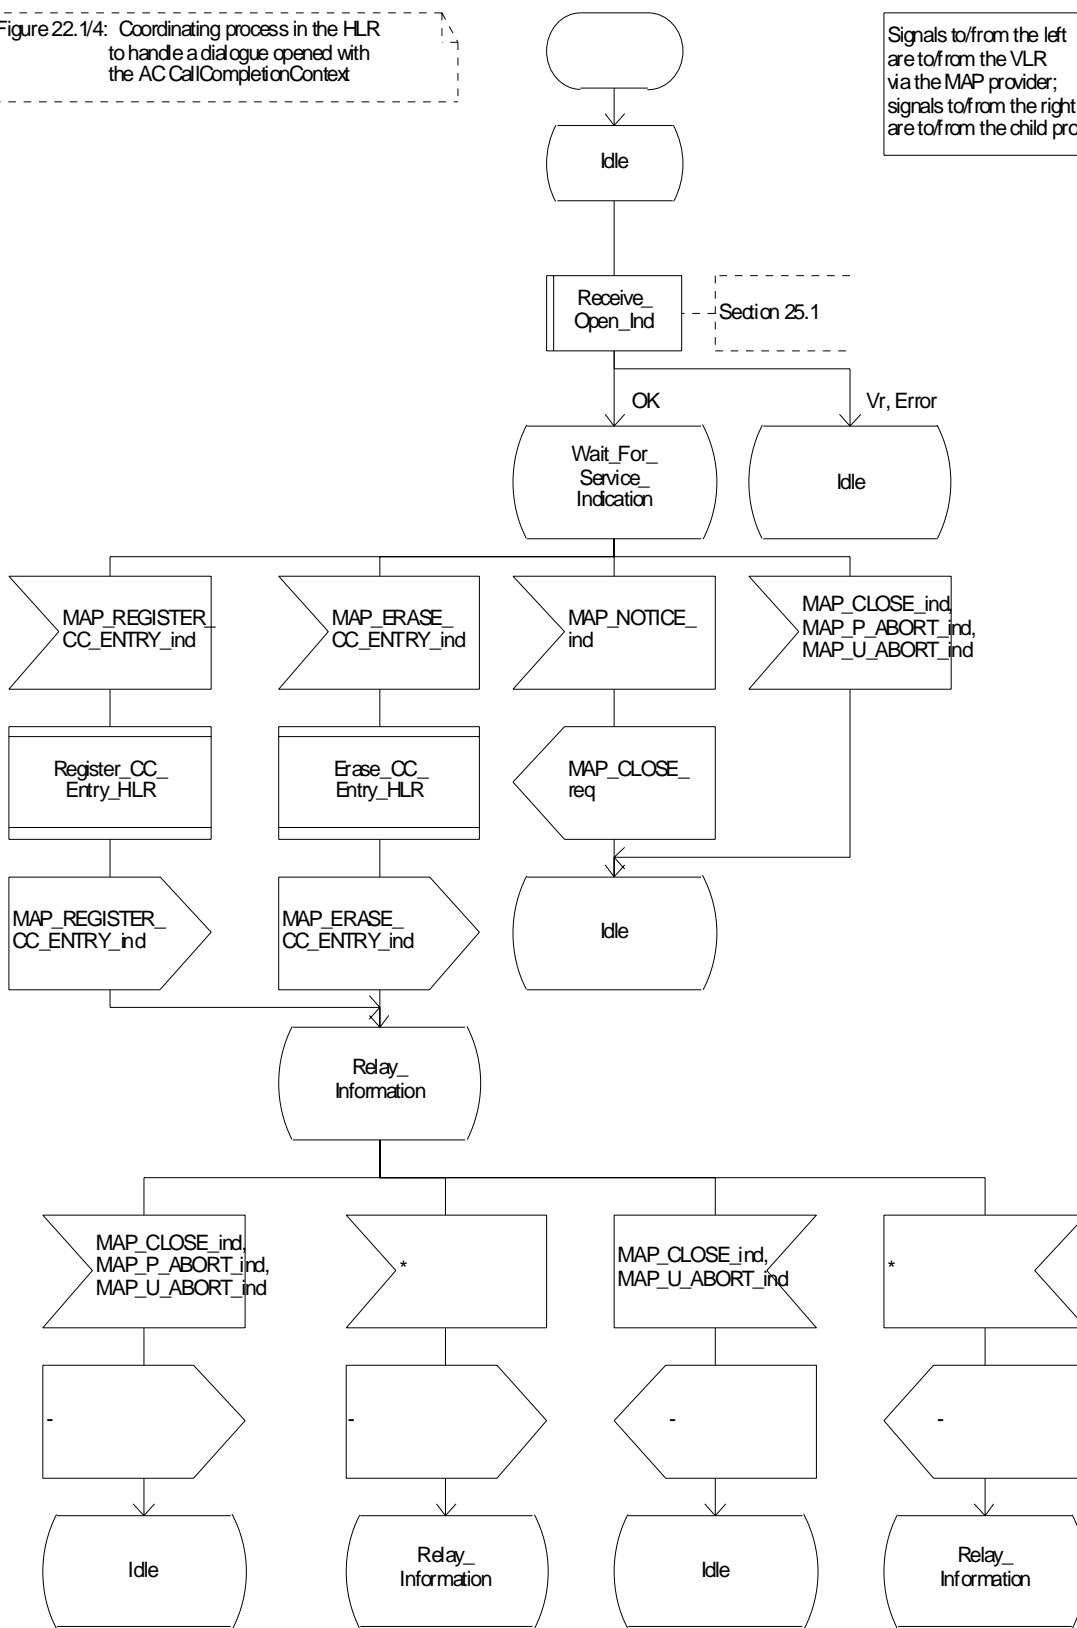 Figure 22.1/4: Coordinating process in the HLR
to handle a dialogue opened with
the AC CallCompletionContext
Signals to/from the left
are to/from the VLR
via the MAP provider;
signals to/from the right
are to/from the child pro
Idle
Receive_
Open_Ind
Section 25.1
OK
Vr, Error
Wait_For_
Service_
Indication
Idle
MAP_REGISTER_
CC_ENTRY_ind
MAP_ERASE_
CC_ENTRY_ind
MAP_NOTICE_
ind
MAP_CLOSE_ind,
MAP_P_ABORT_ind,
MAP_U_ABORT_ind
Register_CC_
Entry_HLR
Erase_CC_
Entry_HLR
MAP_CLOSE_
req
MAP_REGISTER_
CC_ENTRY_ind
MAP_ERASE_
CC_ENTRY_ind
Idle
Relay_
Information
MAP_CLOSE_ind,
MAP_P_ABORT_ind,
MAP_U_ABORT_ind
*
MAP_CLOSE_ind,
MAP_U_ABORT_ind
*
-
-
-
-
Idle
Relay_
Information
Idle
Relay_
Information